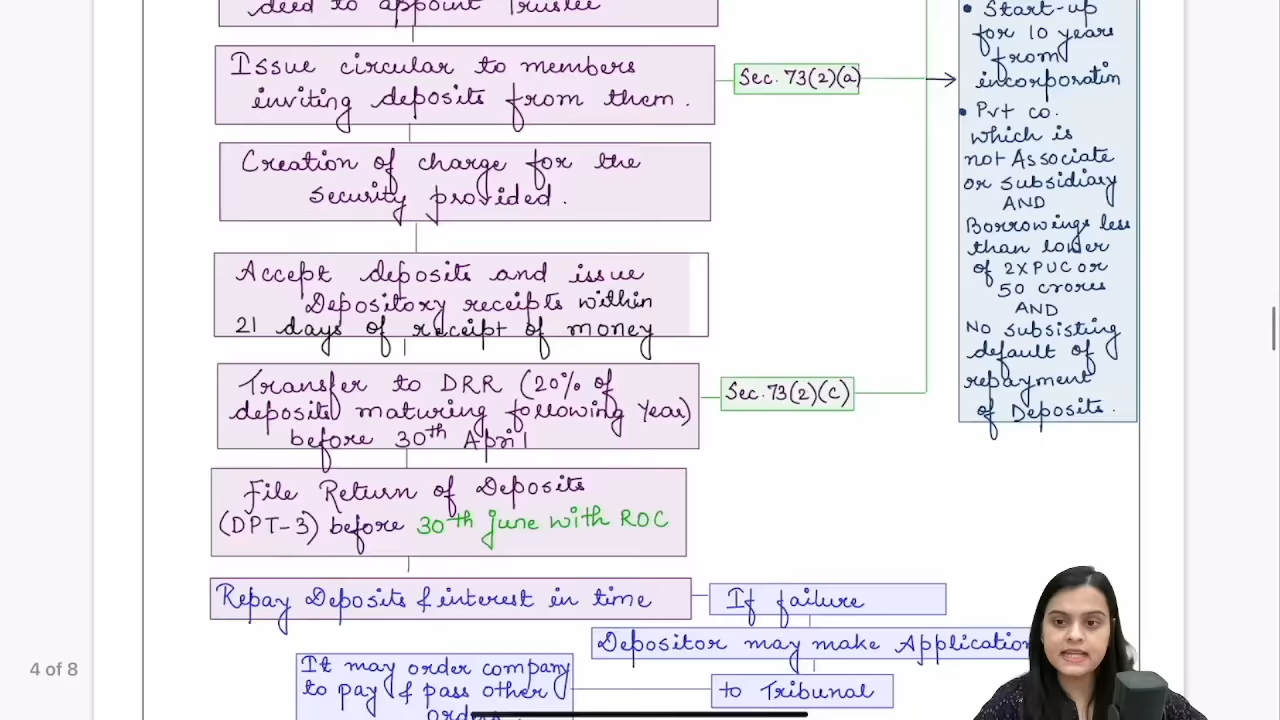 deed to appoint Trustee
Issue circular to members
inviting deposits from them.
Sec. 73(2)(a)
Creation of charge for the
security provided.
Accept deposits and issue
Depository receipts within
21 days of receipt of money
Transfer to DRR (20% of
deposits maturing following Year)
before 30th April
Sec. 73(2)(c)
File Return of Deposits
(DPT-3) before 30th june with ROC
Repay Deposits & interest in time
If failure
Depositor may make Application
to Tribunal
It may order company
to pay & pass other
orders.
• Start-up
for 10 years
from
incorporatin
• Pvt co.
which is
not Associate
or subsidiary
AND
Borrowings less
than lower
of 2XPUC or
50 crores
AND
No subsisting
default of
repayment
of Deposits.
4 of 8